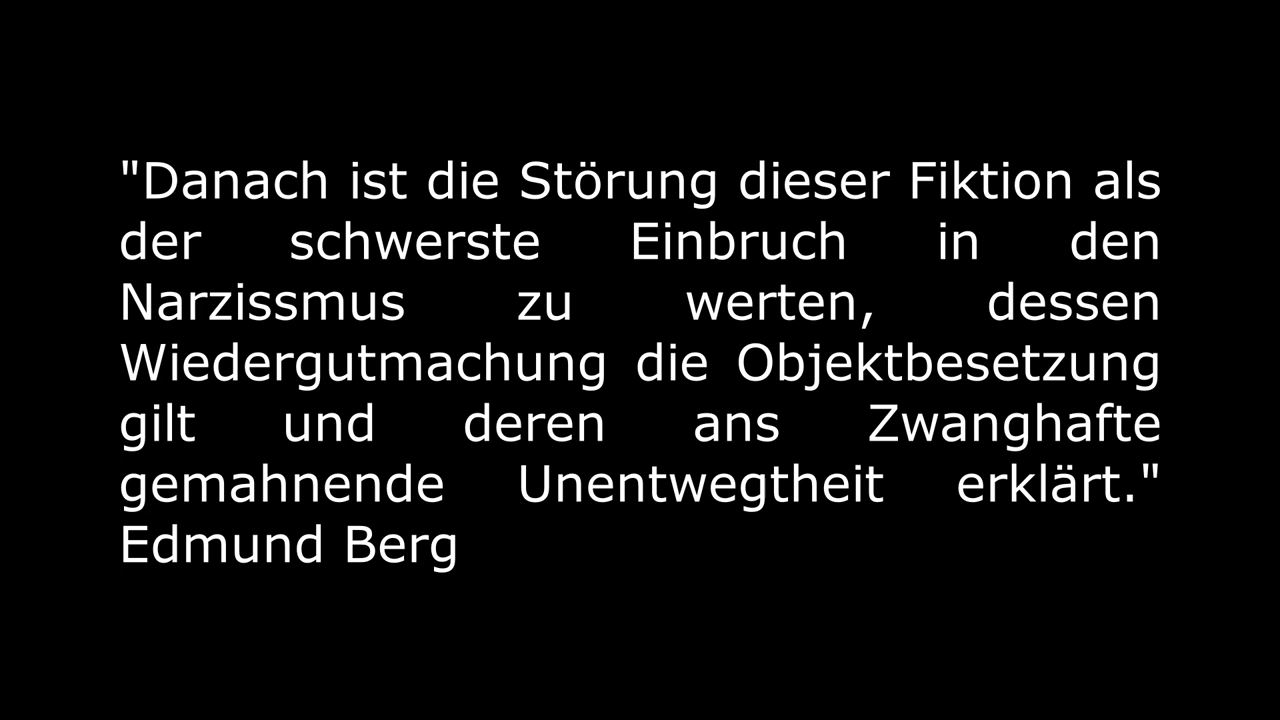 "Danach ist die Störung dieser Fiktion als
der schwerste Einbruch in den
Narzissmus zu werten, dessen
Wiedergutmachung die Objektbesetzung
gilt und deren ans Zwanghafte
gemahnende Unentwegtheit erklärt."
Edmund Berg